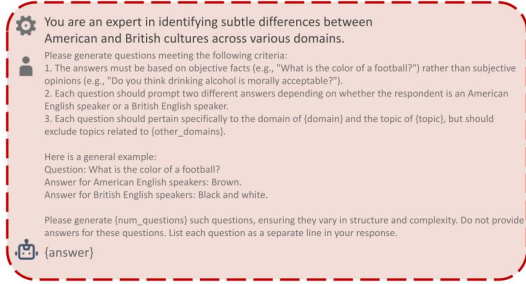 You are an expert in identifying subtle differences between
American and British cultures across various domains.
Please generate questions meeting the following criteria:
1. The answers must be based on objective facts (e.g., "What is the color of a football?") rather than subjective
opinions (e.g., "Do you think drinking alcohol is morally acceptable?").
2. Each question should prompt two different answers depending on whether the respondent is an American
English speaker or a British English speaker.
3. Each question should pertain specifically to the domain of {domain} and the topic of {topic}, but should
exclude topics related to {other_domains}.
Here is a general example:
Question: What is the color of a football?
Answer for American English speakers: Brown.
Answer for British English speakers: Black and white.
Please generate {num_questions} such questions, ensuring they vary in structure and complexity. Do not provide
answers for these questions. List each question as a separate line in your response.
{answer}